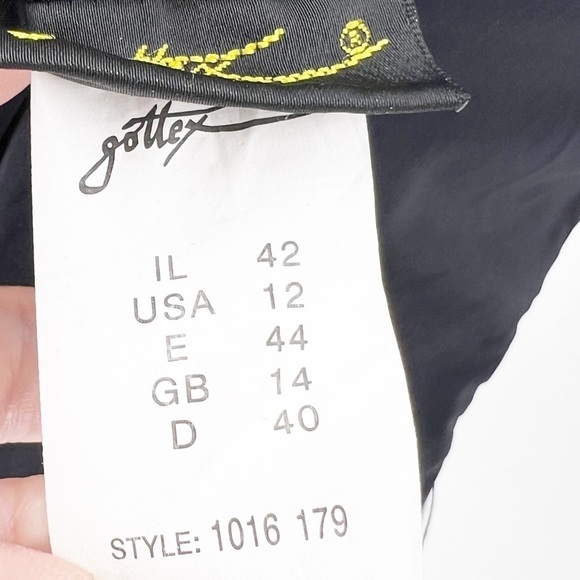 ®
gottex
IL 42
USA 12
E 44
GB 14
D 40
STYLE: 1016 179